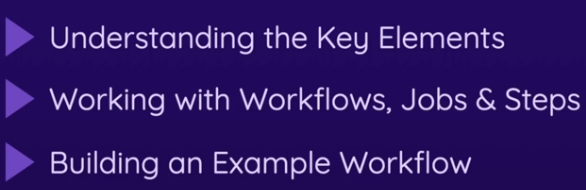 Understanding the Key Elements
Working with Workflows, Jobs & Steps
Building an Example Workflow